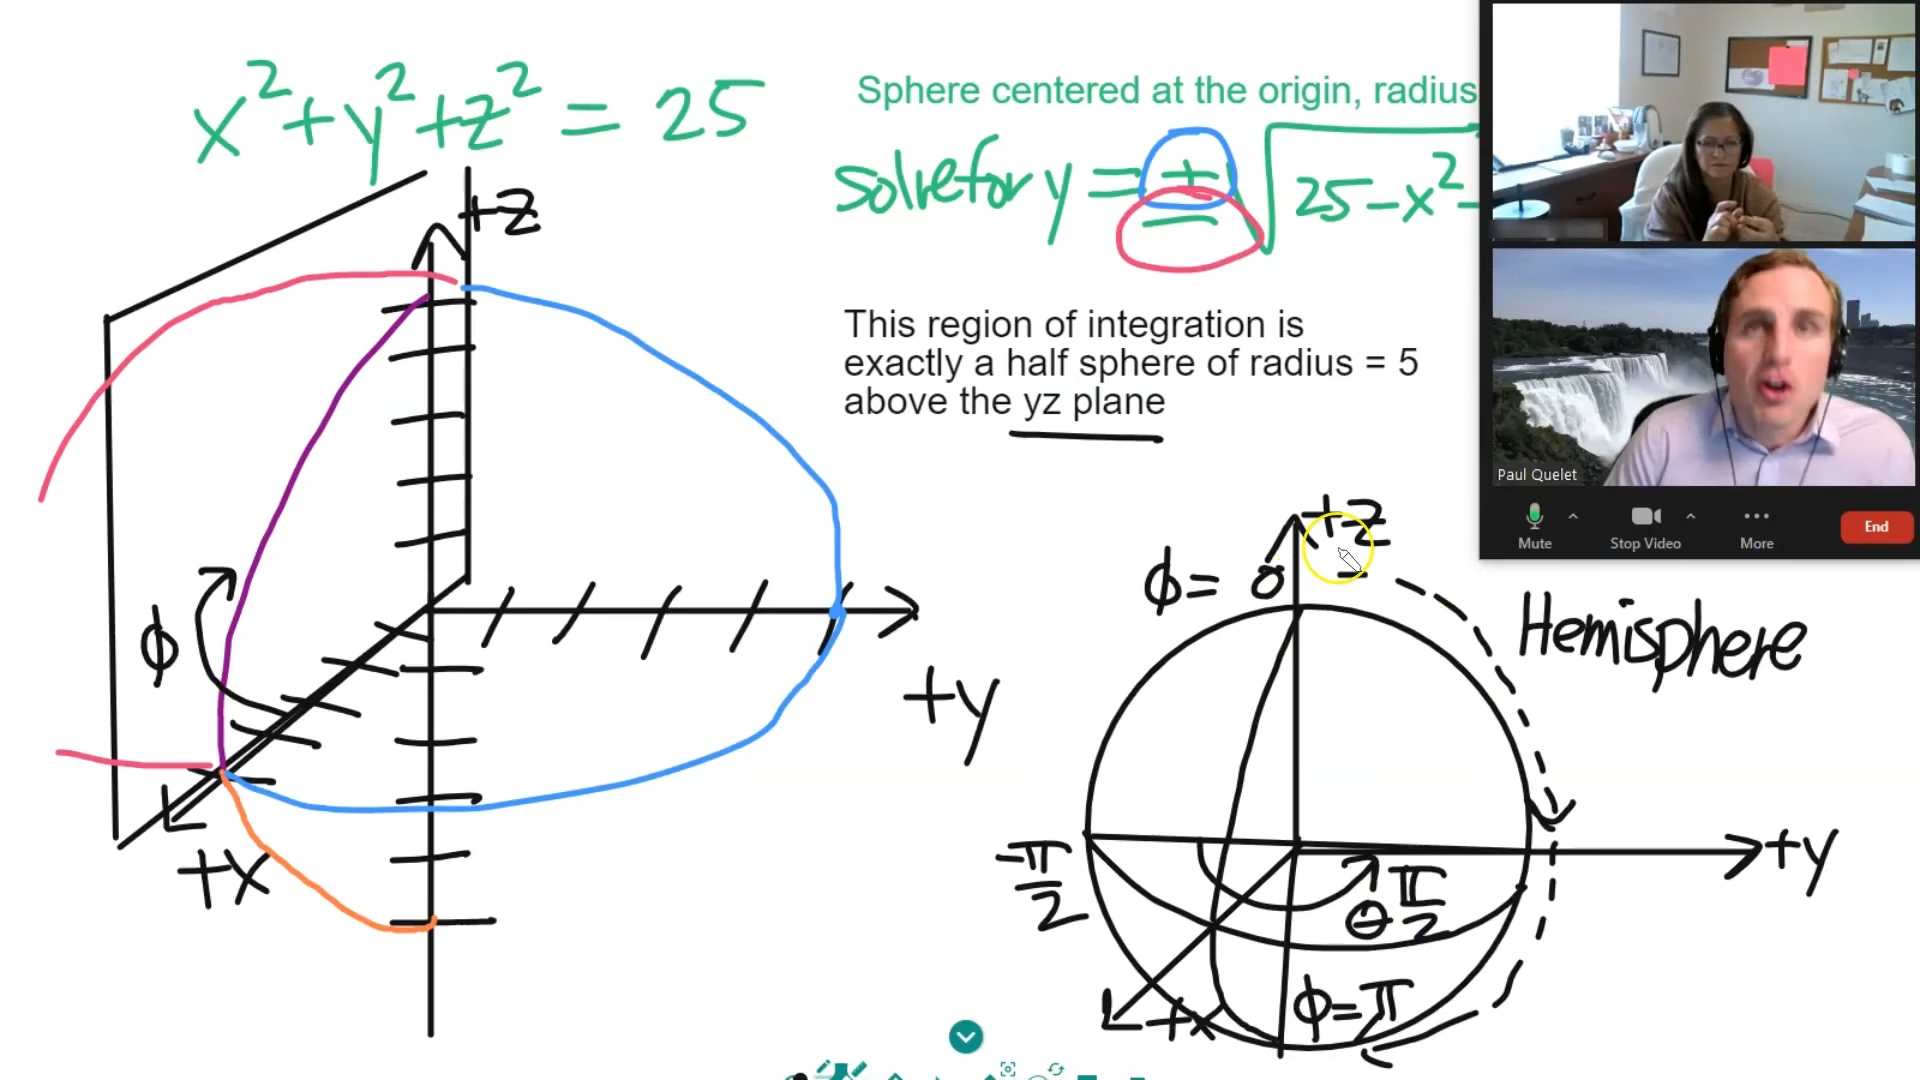 x²+y²+z² = 25
Sphere centered at the origin, radius
solve for y = ± √25-x²-
This region of integration is
exactly a half sphere of radius = 5
above the yz plane
+z
ϕ
+y
+x
Hemisphere
+z
ϕ= 0
+y
-π/2
π/2
θ
ϕ=π
+x
Paul Quelet
Mute
Stop Video
More
End